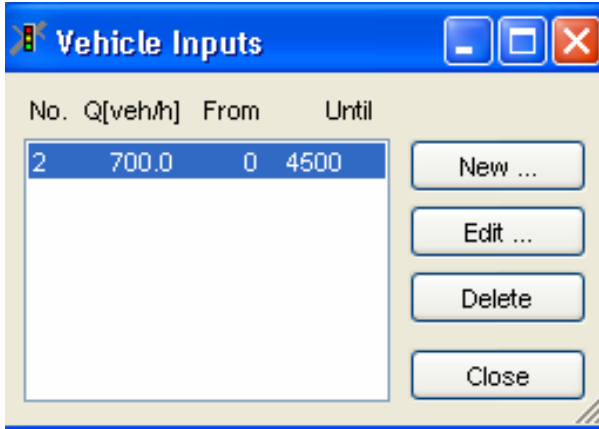 Vehicle Inputs
No. Q[veh/h] From Until
2 700.0 0 4500
New ...
Edit ...
Delete
Close